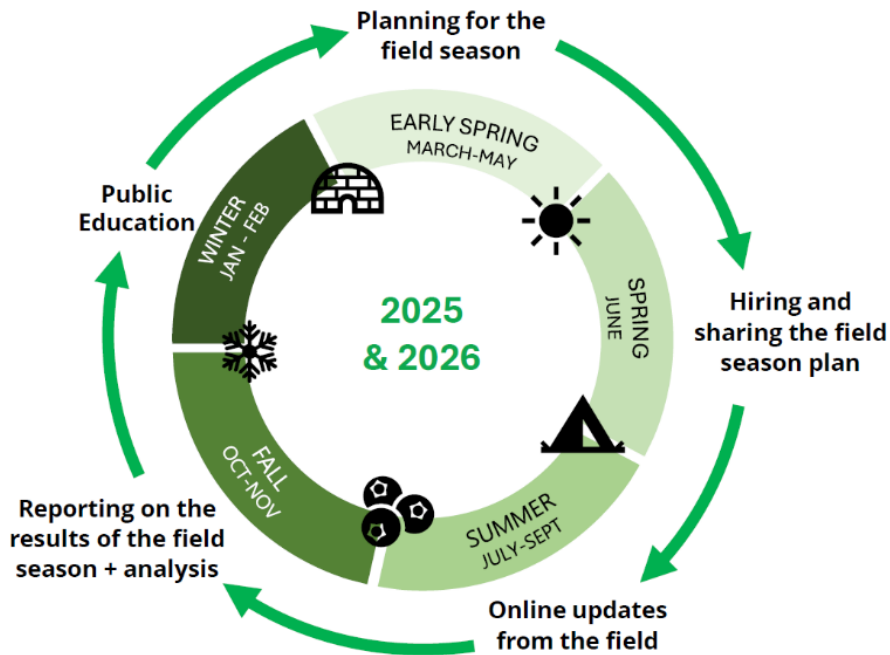 Planning for the
field season
EARLY SPRING
MARCH-MAY
Hiring and
sharing the field
season plan
SPRING
JUNE
Online updates
from the field
SUMMER
JULY-SEPT
Reporting on the
results of the field
season + analysis
FALL
OCT-NOV
Public
Education
WINTER
JAN - FEB
2025
& 2026